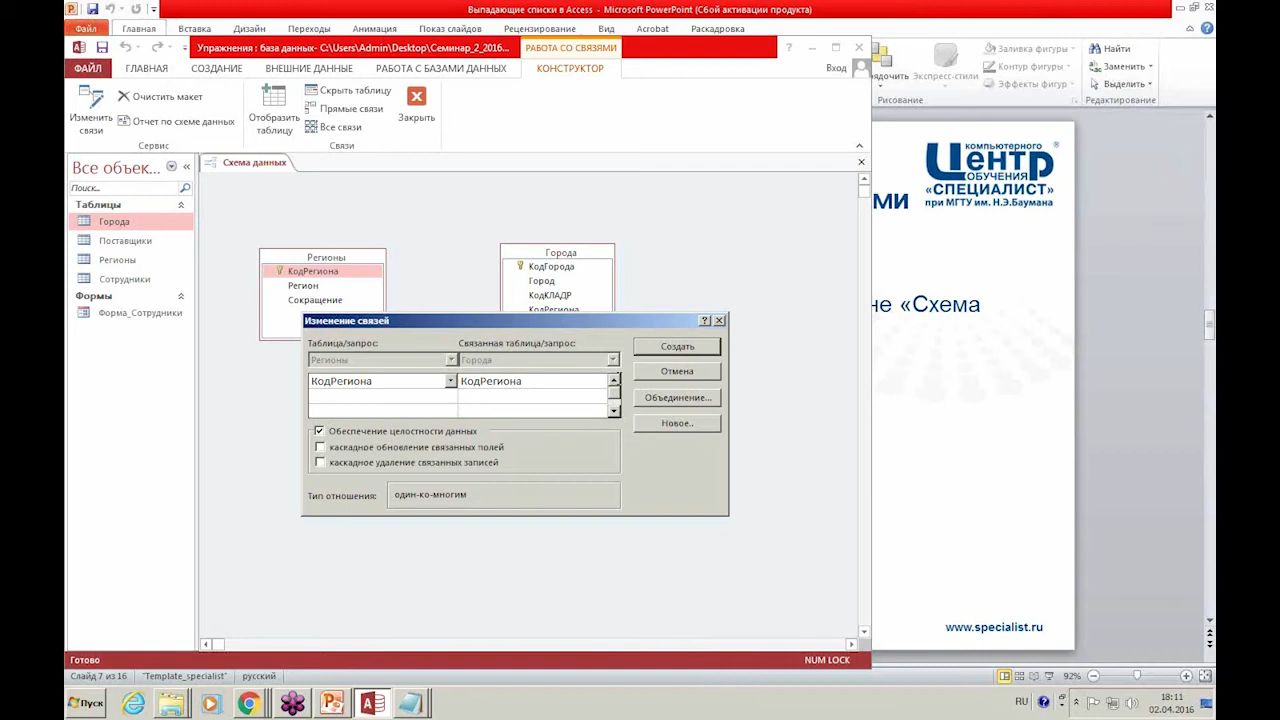 Выпадающие списки в Access - Microsoft PowerPoint (Сбой активации продукта)
Файл Главная Вставка Дизайн Переходы Анимация Показ слайдов Рецензирование Вид Acrobat Разработка
Упражнения : база данных- C:\Users\Admin\Desktop\Семинар_2_2016...
РАБОТА СО СВЯЗЯМИ
ФАЙЛ ГЛАВНАЯ СОЗДАНИЕ ВНЕШНИЕ ДАННЫЕ РАБОТА С БАЗАМИ ДАННЫХ КОНСТРУКТОР
Вход
Изменить связи
Очистить макет
Отчет по схеме данных
Сервис
Отобразить таблицу
Скрыть таблицу
Прямые связи
Все связи
Связи
Закрыть
Экспресс-стили
Заливка фигуры
Контур фигуры
Эффекты фигур
Рисование
Найти
Заменить
Выделить
Редактирование
Все объек...
Поиск...
Таблицы
Города
Поставщики
Регионы
Сотрудники
Формы
Форма_Сотрудники
Схема данных
Регионы
КодРегиона
Регион
Сокращение
Города
КодГорода
Город
КодКЛАДР
КодРегиона
Изменение связей
Таблица/запрос: Связанная таблица/запрос:
Регионы Города
КодРегиона КодРегиона
Обеспечение целостности данных
каскадное обновление связанных полей
каскадное удаление связанных записей
Тип отношения: один-ко-многим
Создать
Отмена
Объединение...
Новое..
компьютерного
Центр
ОБУЧЕНИЯ
«СПЕЦИАЛИСТ»
при МГТУ им. Н.Э.Баумана
®
ми
не «Схема
www.specialist.ru
Готово
NUM LOCK
Слайд 7 из 16 "Template_specialist" русский
92%
Пуск
RU
18:11
02.04.2016